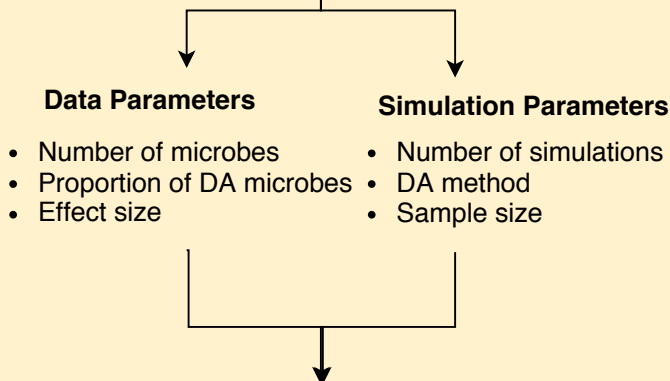 Data Parameters
• Number of microbes
• Proportion of DA microbes
• Effect size
Simulation Parameters
• Number of simulations
• DA method
• Sample size